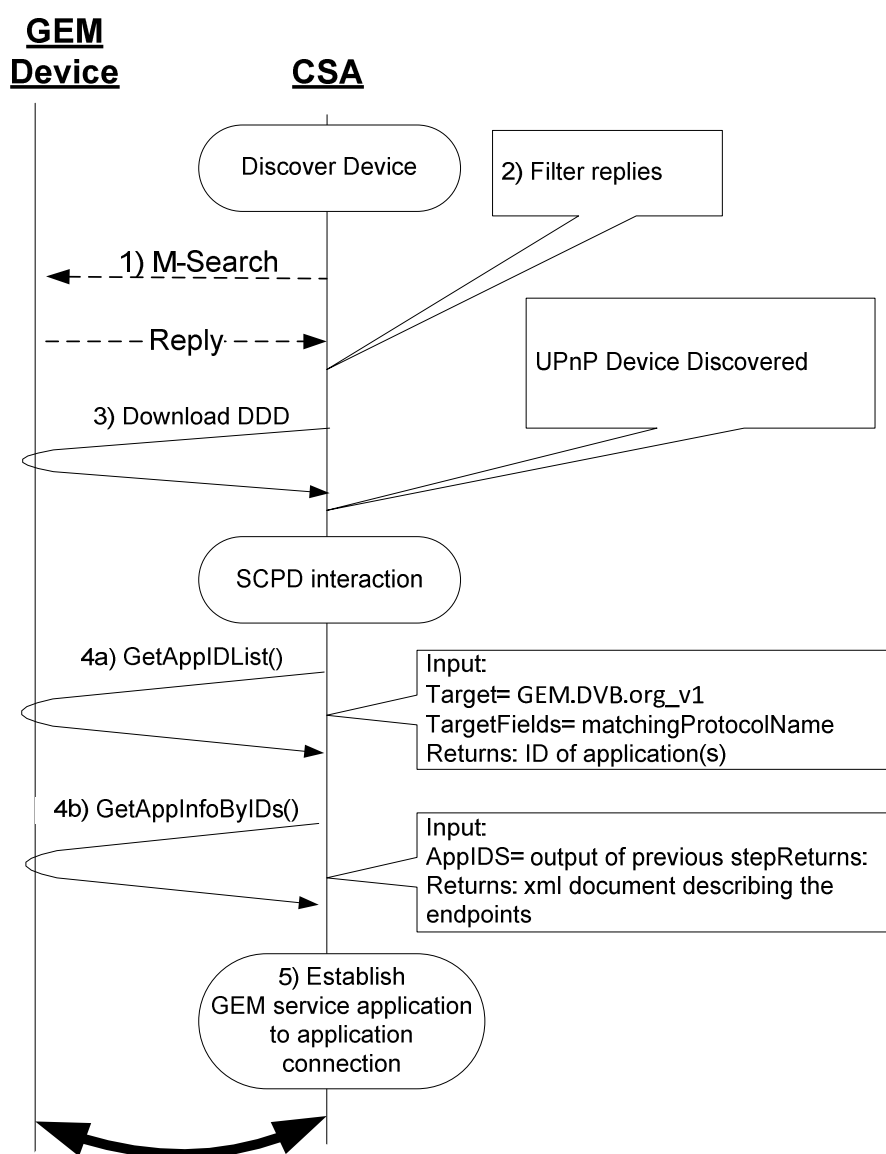 GEM
Device
CSA
Discover Device
2) Filter replies
1) M-Search
Reply
UPnP Device Discovered
3) Download DDD
SCPD interaction
4a) GetAppIDList()
Input:
Target= GEM.DVB.org_v1
TargetFields= matchingProtocolName
Returns: ID of application(s)
4b) GetAppInfoByIDs()
Input:
AppIDS= output of previous stepReturns:
Returns: xml document describing the
endpoints
5) Establish
GEM service application
to application
connection